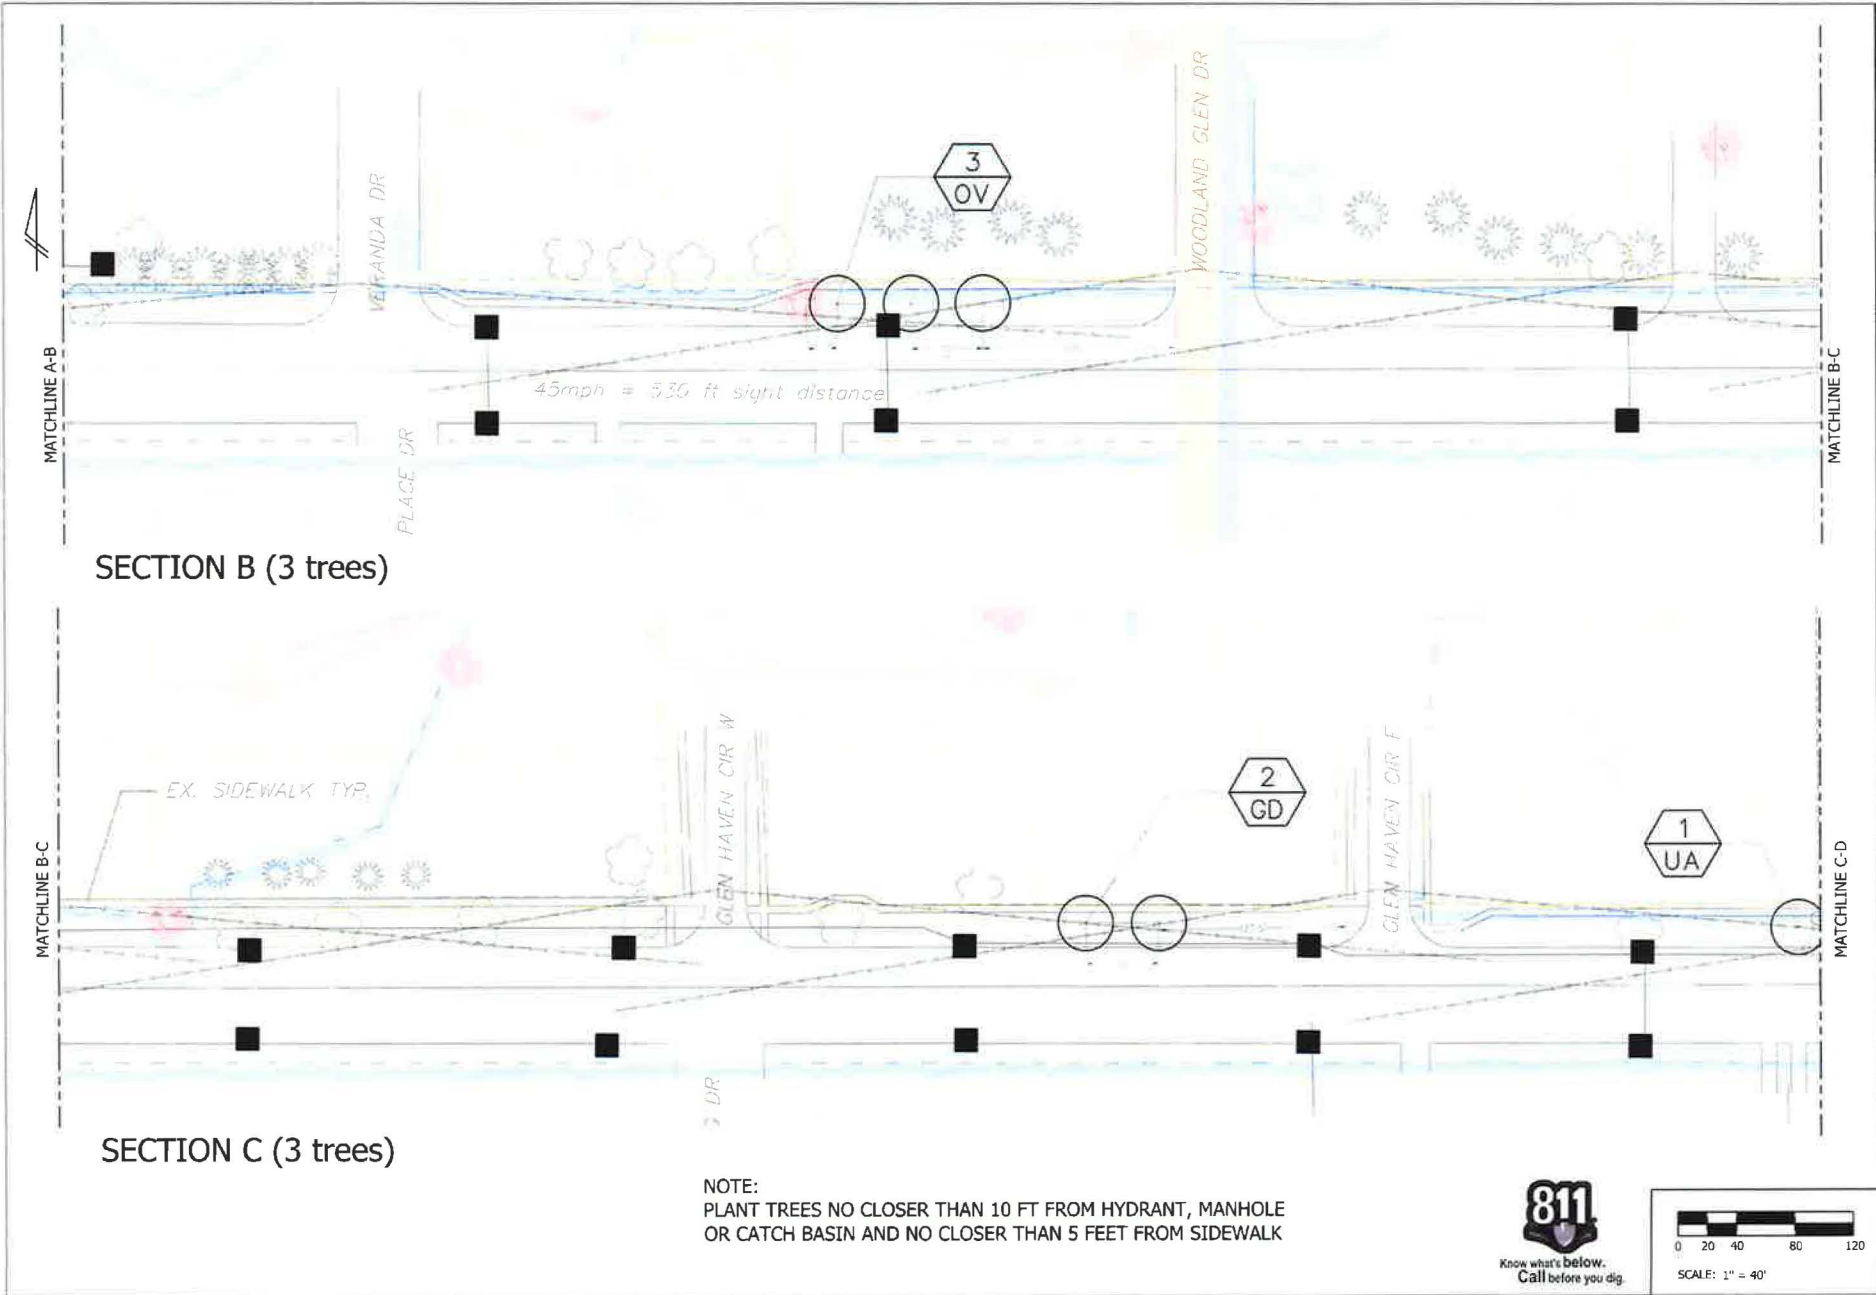 3
OV
VERANDA DR
WOODLAND GLEN DR
MATCHLINE A-B
MATCHLINE B-C
45mph = 530 ft sight distance
PLACE DR
SECTION B (3 trees)
EX. SIDEWALK TYP.
GLEN HAVEN CIR W
2
GD
GLEN HAVEN CIR E
1
UA
MATCHLINE B-C
MATCHLINE C-D
DR
SECTION C (3 trees)
NOTE:
PLANT TREES NO CLOSER THAN 10 FT FROM HYDRANT, MANHOLE
OR CATCH BASIN AND NO CLOSER THAN 5 FEET FROM SIDEWALK
811
Know what's below.
Call before you dig.
0 20 40 80 120
SCALE: 1" = 40'